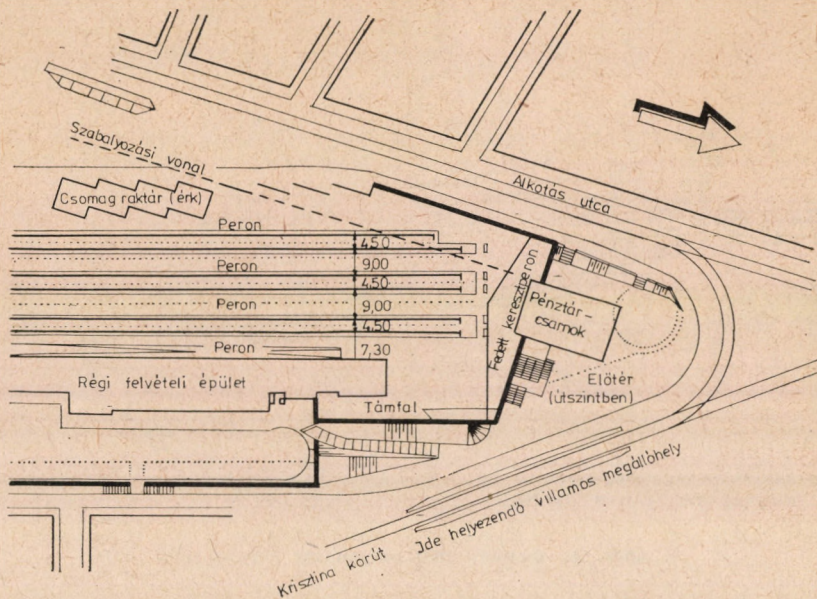 Szabalyozási vonal
Alkotás utca
Csomag raktár (érk)
Peron
4,50
Peron
9,00
4,50
Peron
9,00
4,50
Peron
7,30
Fedett keresztperon
Pénztár-
csarnok
Régi felvételi épület
Támfal
Előtér
(útszintben)
Krisztina körút
Ide helyezendő villamos megállóhely